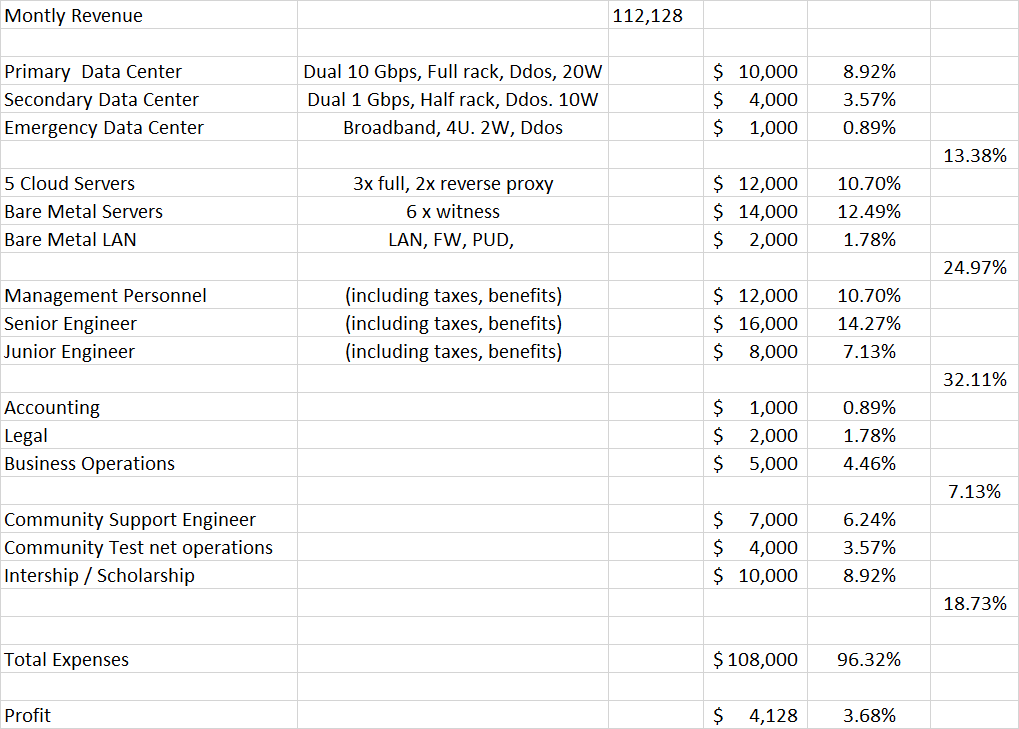 Montly Revenue 112,128
Primary Data Center Dual 10 Gbps, Full rack, Ddos, 20W $ 10,000 8.92%
Secondary Data Center Dual 1 Gbps, Half rack, Ddos. 10W $ 4,000 3.57%
Emergency Data Center Broadband, 4U. 2W, Ddos $ 1,000 0.89%
13.38%
5 Cloud Servers 3x full, 2x reverse proxy $ 12,000 10.70%
Bare Metal Servers 6 x witness $ 14,000 12.49%
Bare Metal LAN LAN, FW, PUD, $ 2,000 1.78%
24.97%
Management Personnel (including taxes, benefits) $ 12,000 10.70%
Senior Engineer (including taxes, benefits) $ 16,000 14.27%
Junior Engineer (including taxes, benefits) $ 8,000 7.13%
32.11%
Accounting $ 1,000 0.89%
Legal $ 2,000 1.78%
Business Operations $ 5,000 4.46%
7.13%
Community Support Engineer $ 7,000 6.24%
Community Test net operations $ 4,000 3.57%
Intership / Scholarship $ 10,000 8.92%
18.73%
Total Expenses $ 108,000 96.32%
Profit $ 4,128 3.68%